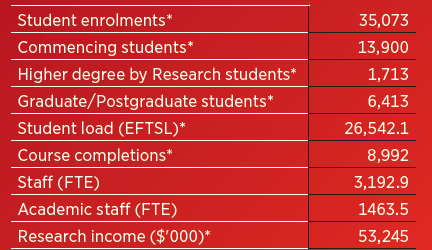 Student enrolments* 35,073
Commencing students* 13,900
Higher degree by Research students* 1,713
Graduate/Postgraduate students* 6,413
Student load (EFTSL)* 26,542.1
Course completions* 8,992
Staff (FTE) 3,192.9
Academic staff (FTE) 1463.5
Research income ($'000)* 53,245